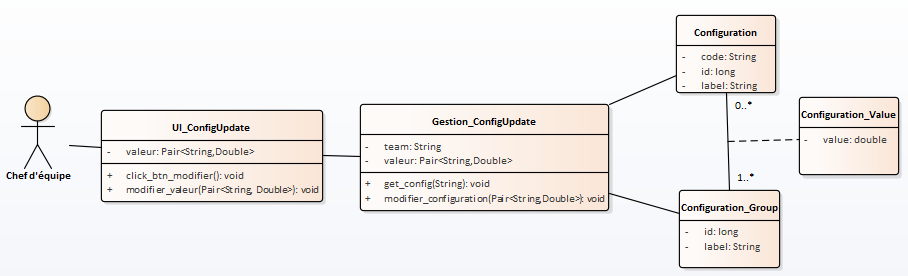 Chef d'équipe
UI_ConfigUpdate
- valeur: Pair<String,Double>
+ click_btn_modifier(): void
+ modifier_valeur(Pair<String, Double>): void
Gestion_ConfigUpdate
- team: String
- valeur: Pair<String,Double>
+ get_config(String): void
+ modifier_configuration(Pair<String,Double>): void
Configuration
- code: String
- id: long
- label: String
0..*
1..*
Configuration_Value
- value: double
Configuration_Group
- id: long
- label: String